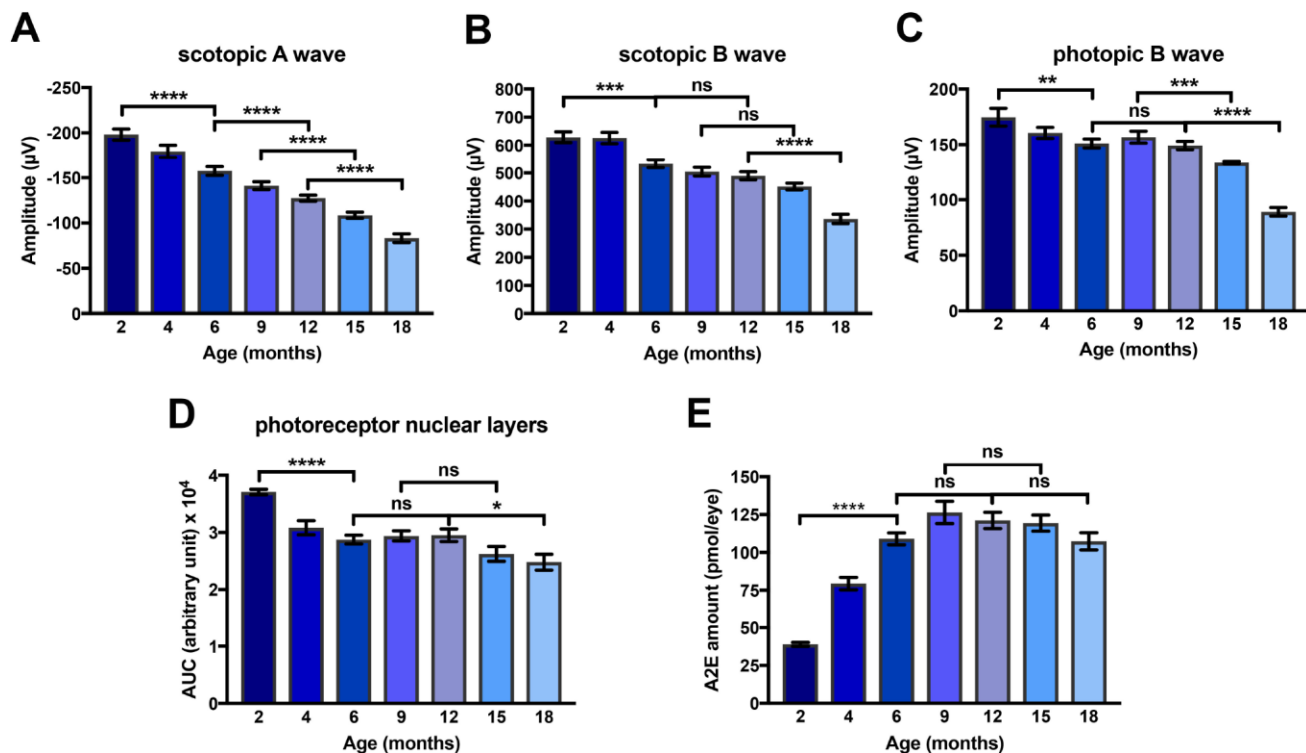 A
scotopic A wave
Amplitude (µV)
-250
-200
-150
-100
-50
0
****
****
****
****
2 4 6 9 12 15 18
Age (months)
B
scotopic B wave
Amplitude (µV)
800
700
600
500
400
300
200
100
0
*** ns
ns
****
2 4 6 9 12 15 18
Age (months)
C
photopic B wave
Amplitude (µV)
200
150
100
50
0
** ***
ns ****
2 4 6 9 12 15 18
Age (months)
D
photoreceptor nuclear layers
AUC (arbitrary unit) x 10⁴
4
3
2
1
0
****
ns
ns *
2 4 6 9 12 15 18
Age (months)
E
A2E amount (pmol/eye)
150
125
100
75
50
25
0
ns
ns ns
****
2 4 6 9 12 15 18
Age (months)